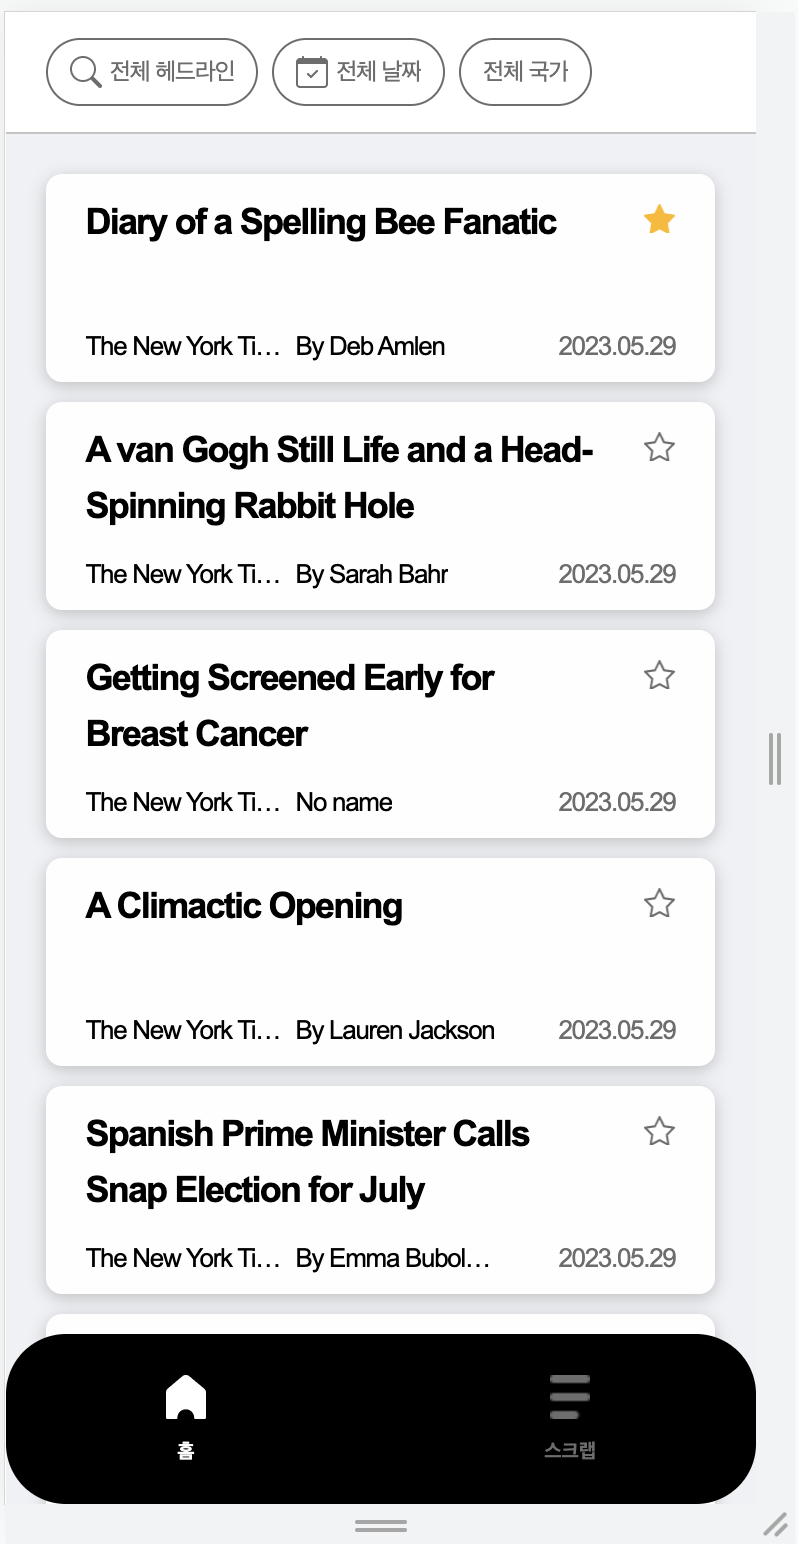 전체 헤드라인 전체 날짜 전체 국가
Diary of a Spelling Bee Fanatic
The New York Ti... By Deb Amlen 2023.05.29
A van Gogh Still Life and a Head-
Spinning Rabbit Hole
The New York Ti... By Sarah Bahr 2023.05.29
Getting Screened Early for
Breast Cancer
The New York Ti... No name 2023.05.29
A Climactic Opening
The New York Ti... By Lauren Jackson 2023.05.29
Spanish Prime Minister Calls
Snap Election for July
The New York Ti... By Emma Bubol... 2023.05.29
홈 스크랩